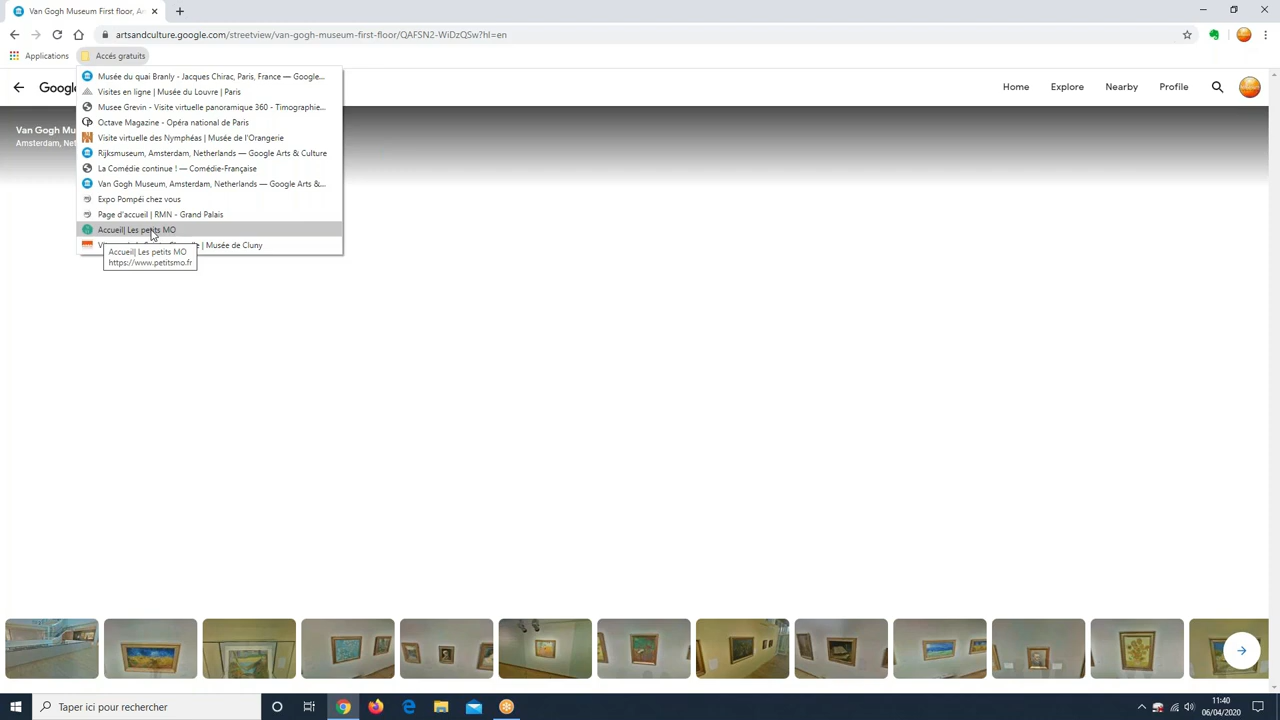 Van Gogh Museum First floor, Am
artsandculture.google.com/streetview/van-gogh-museum-first-floor/QAFSN2-WiDzQSw?hl=en
Applications
Accés gratuits
Musée du quai Branly - Jacques Chirac, Paris, France — Google...
Visites en ligne | Musée du Louvre | Paris
Musee Grevin - Visite virtuelle panoramique 360 - Timographie...
Octave Magazine - Opéra national de Paris
Visite virtuelle des Nymphéas | Musée de l'Orangerie
Rijksmuseum, Amsterdam, Netherlands — Google Arts & Culture
La Comédie continue ! — Comédie-Française
Van Gogh Museum, Amsterdam, Netherlands — Google Arts &...
Expo Pompéi chez vous
Page d'accueil | RMN - Grand Palais
Accueil| Les petits MO
| Musée de Cluny
Accueil| Les petits MO
https://www.petitsmo.fr
Google
Home
Explore
Nearby
Profile
Van Gogh Mu
Amsterdam, Net
Taper ici pour rechercher
11:40
06/04/2020